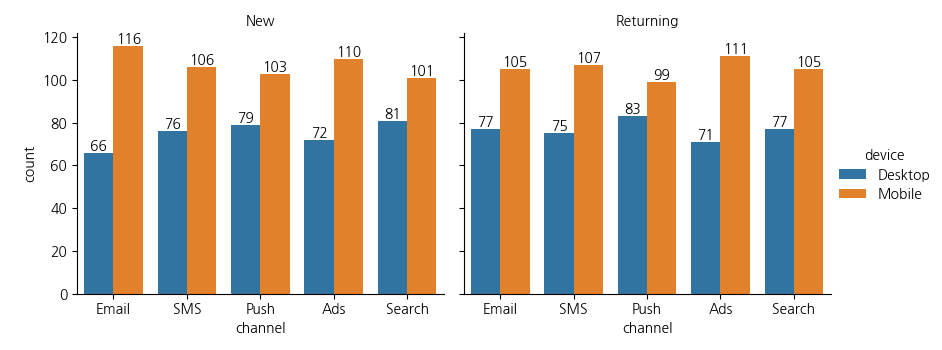 New
Returning
120
100
80
60
40
20
0
count
66
116
76
106
79
103
72
110
81
101
Email
SMS
Push
Ads
Search
channel
77
105
75
107
83
99
71
111
77
105
Email
SMS
Push
Ads
Search
channel
device
Desktop
Mobile